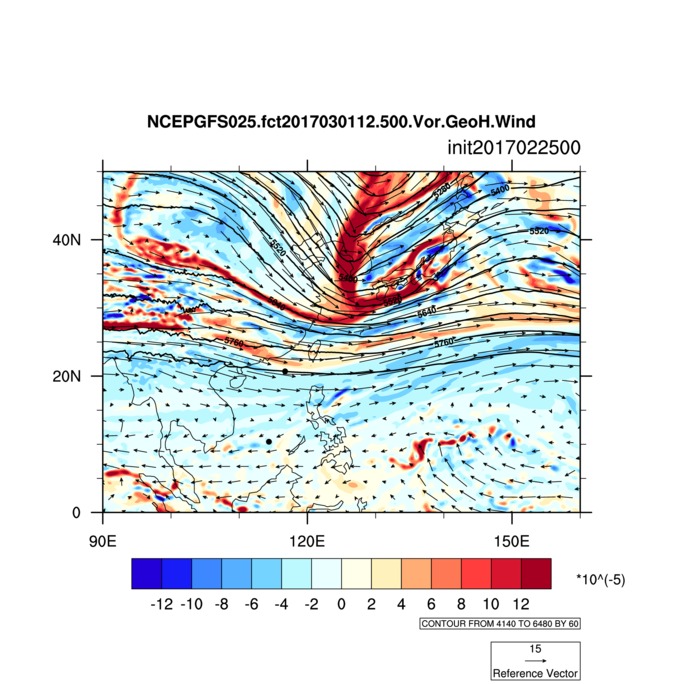 NCEPGFS025.fct2017030112.500.Vor.GeoH.Wind
init2017022500
5280
5400
5520
5520
5640
5760
5760
40N
20N
0
90E 120E 150E
-12 -10 -8 -6 -4 -2 0 2 4 6 8 10 12
*10^(-5)
CONTOUR FROM 4140 TO 6480 BY 60
15
Reference Vector